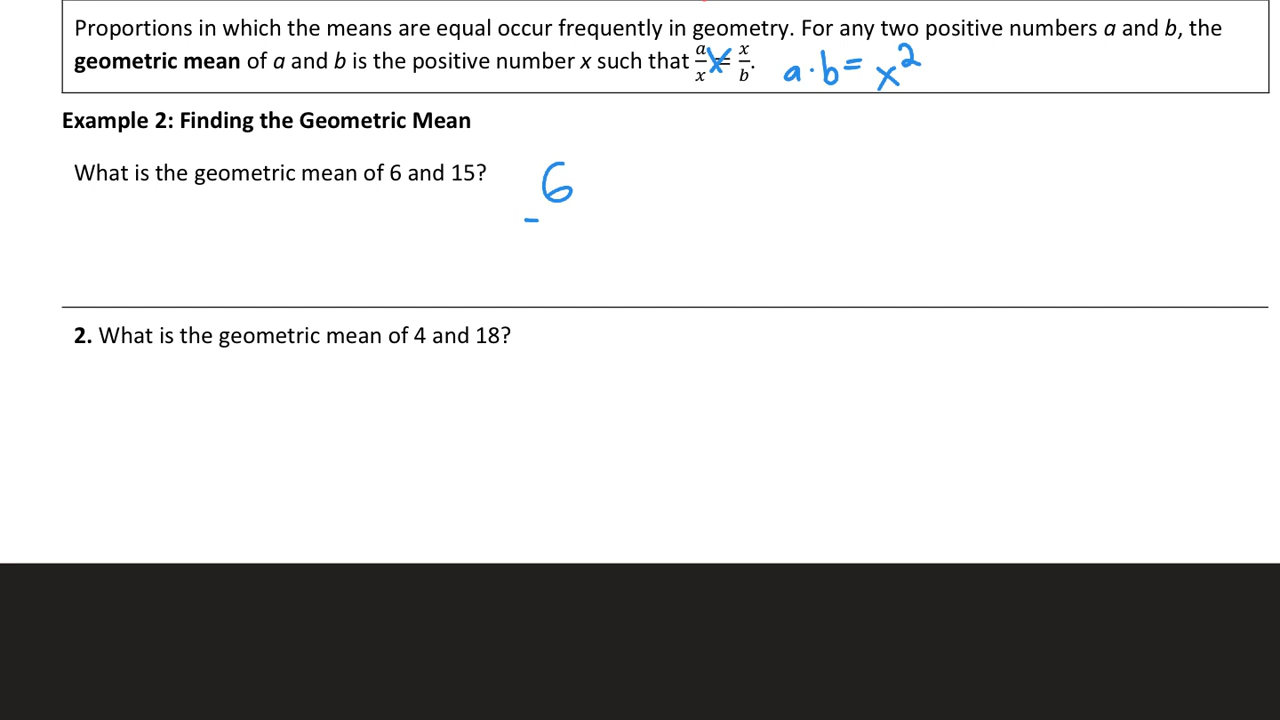 Proportions in which the means are equal occur frequently in geometry. For any two positive numbers a and b, the
geometric mean of a and b is the positive number x such that a/x = x/b. a · b = x²
Example 2: Finding the Geometric Mean
What is the geometric mean of 6 and 15? 6
-
2. What is the geometric mean of 4 and 18?